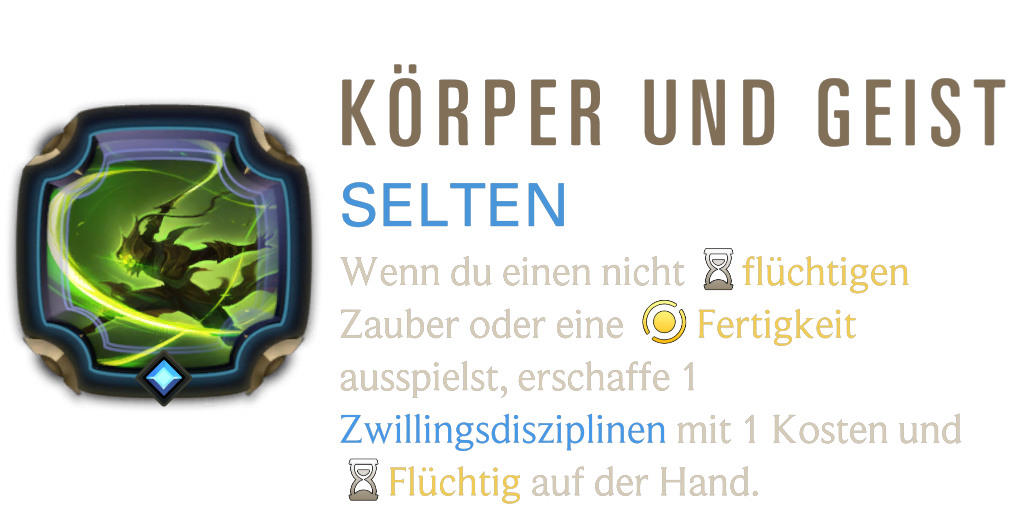 KÖRPER UND GEIST
SELTEN
Wenn du einen nicht flüchtigen
Zauber oder eine Fertigkeit
ausspielst, erschaffe 1
Zwillingsdisziplinen mit 1 Kosten und
Flüchtig auf der Hand.